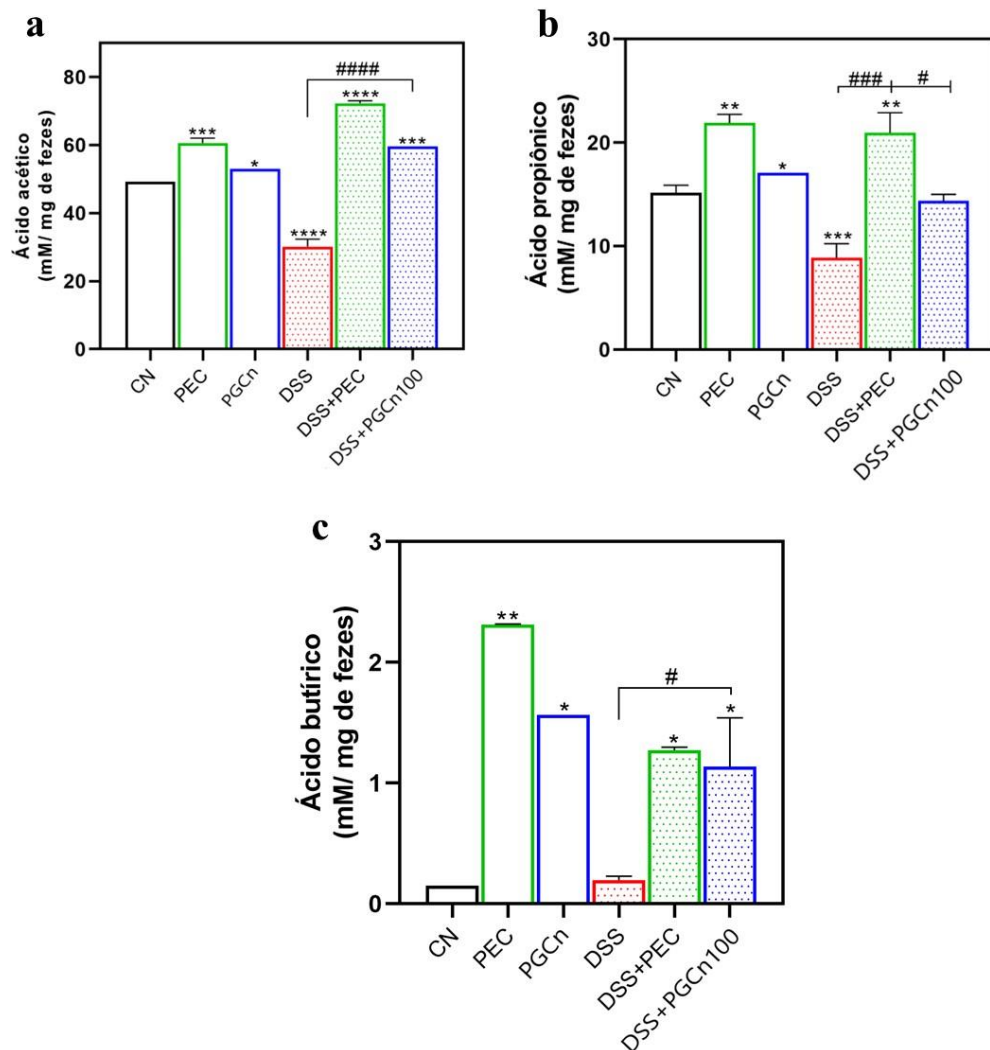 a
####
80
60
40
20
0
Ácido acético
(mM/ mg de fezes)
***
*
****
****
***
CN
PEC
PGCn
DSS
DSS+PEC
DSS+PGCn100
b
###
#
30
20
10
0
Ácido propiônico
(mM/ mg de fezes)
**
*
***
**
CN
PEC
PGCn
DSS
DSS+PEC
DSS+PGCn100
c
#
3
2
1
0
Ácido butírico
(mM/ mg de fezes)
**
*
*
*
CN
PEC
PGCn
DSS
DSS+PEC
DSS+PGCn100